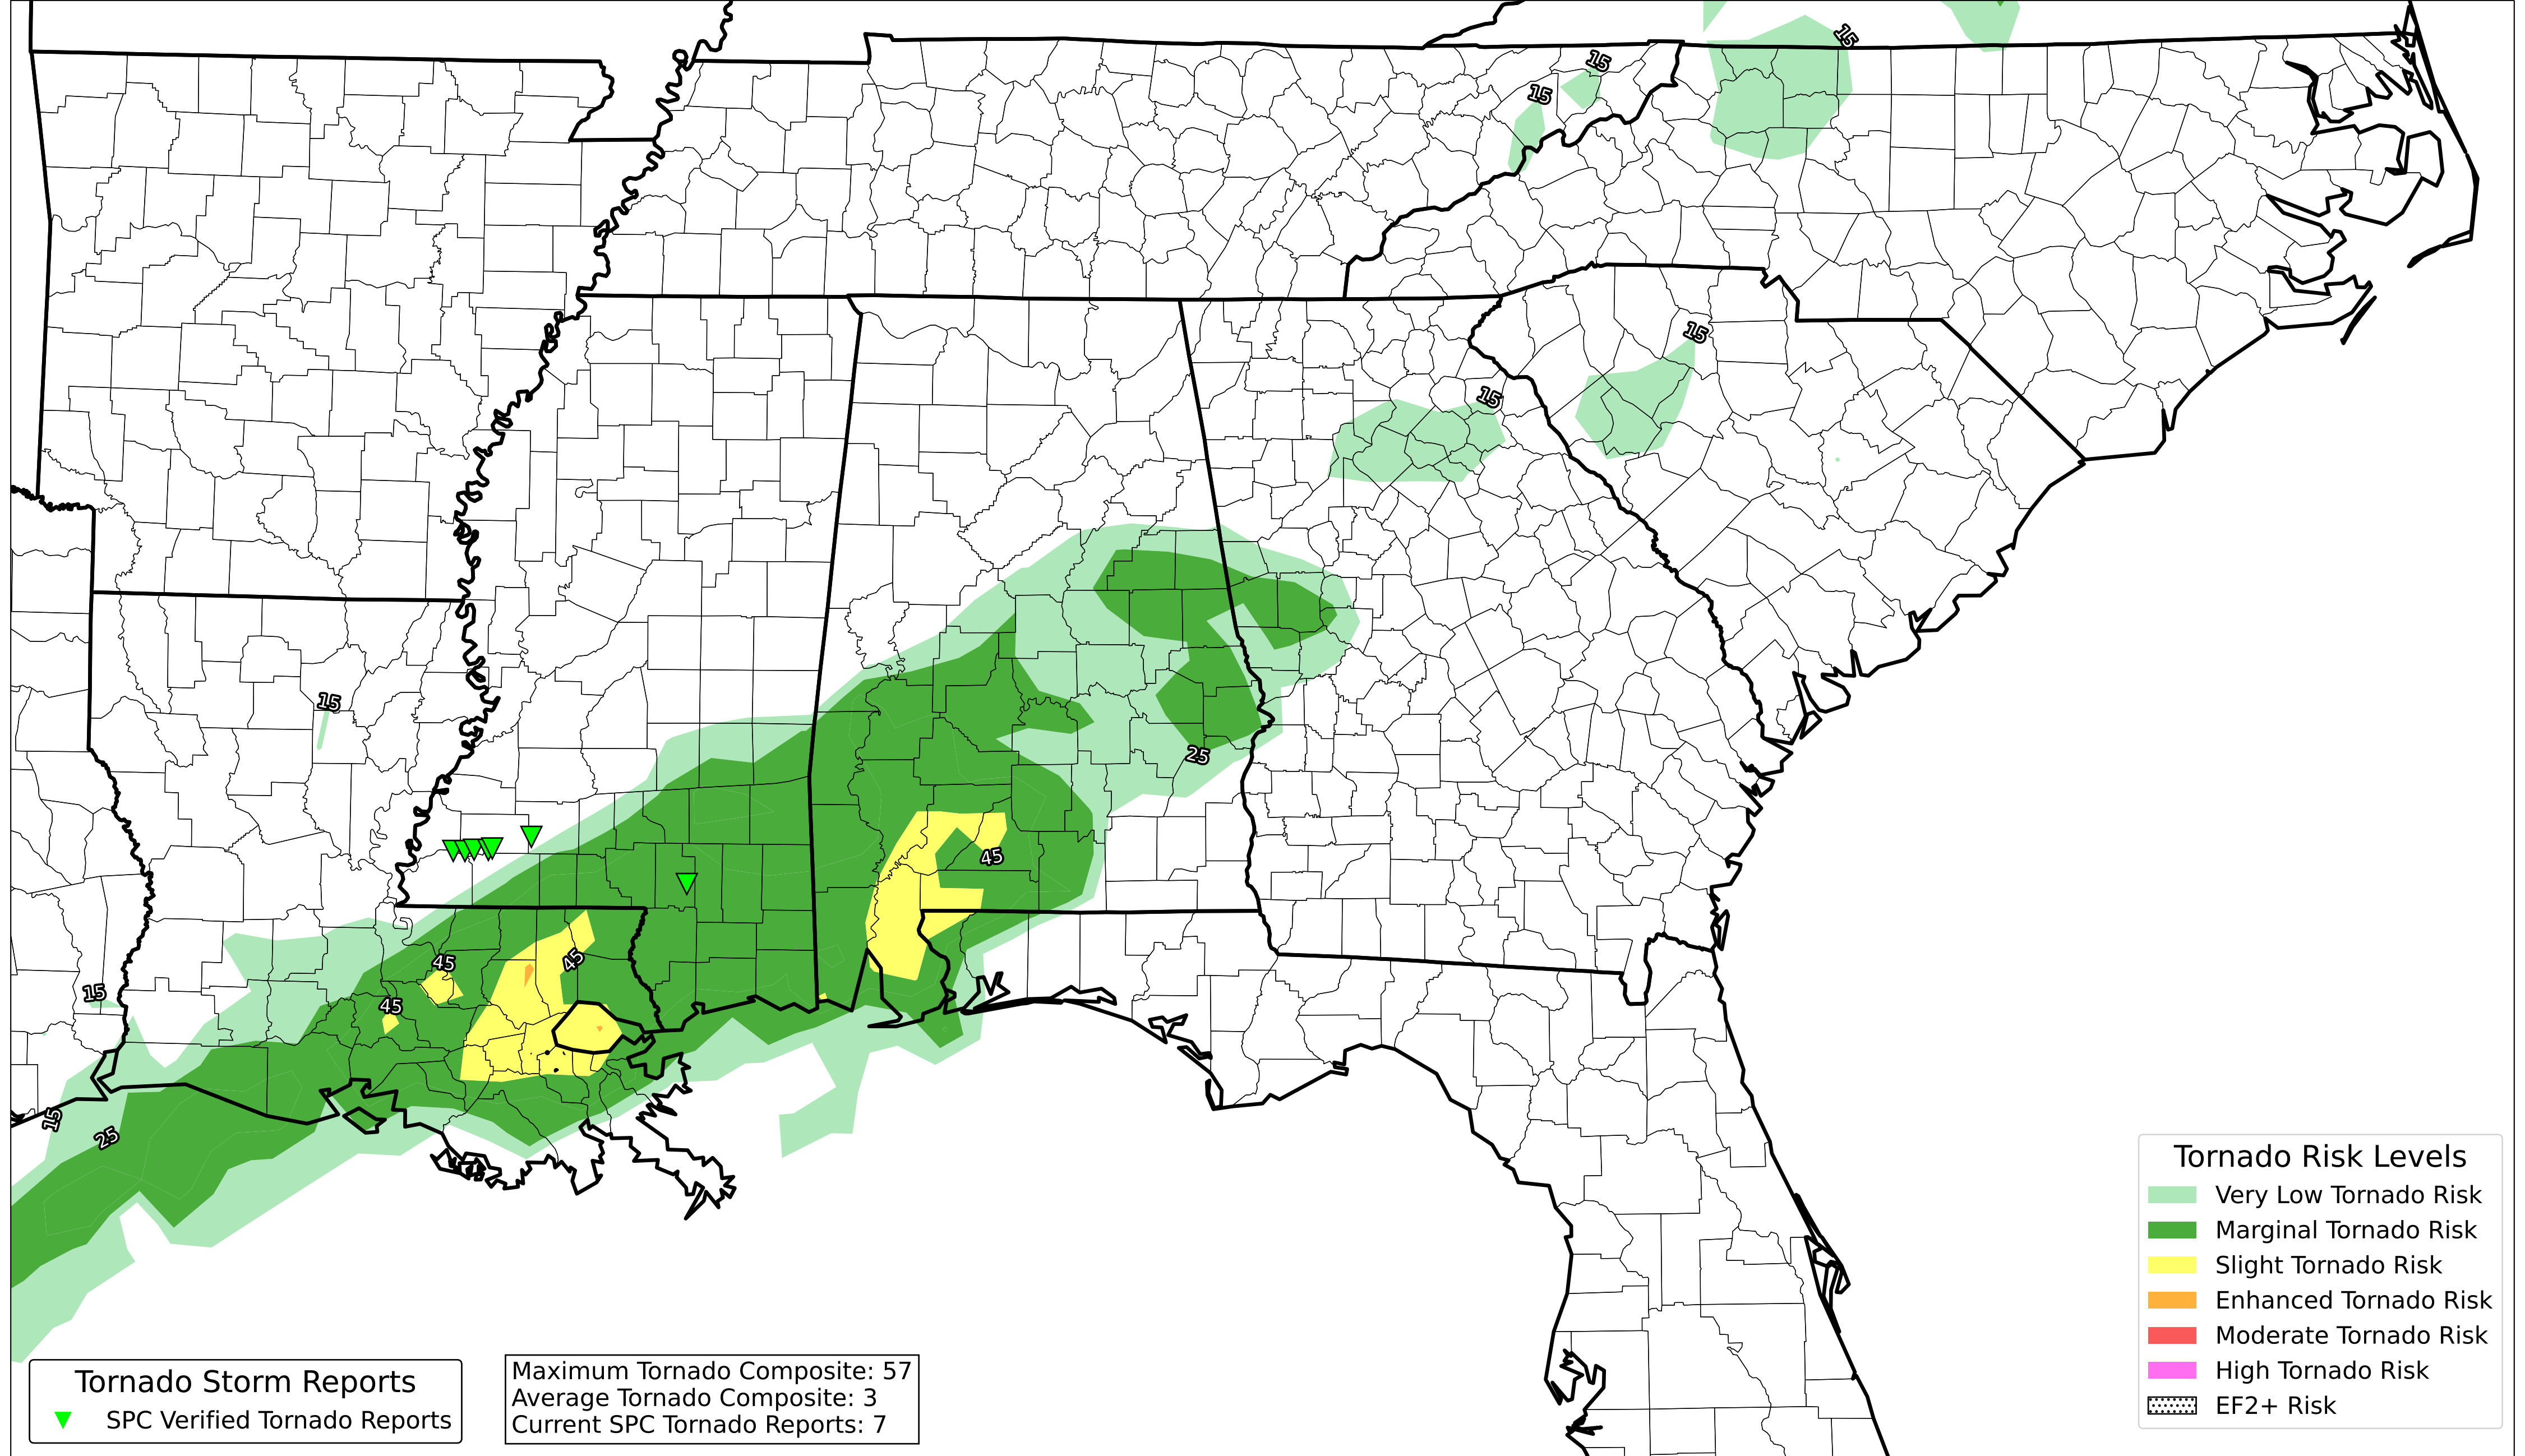 15
15
15
15
15
15
25
45
45
45
45
15
15
25
Tornado Storm Reports
SPC Verified Tornado Reports
Maximum Tornado Composite: 57
Average Tornado Composite: 3
Current SPC Tornado Reports: 7
Tornado Risk Levels
Very Low Tornado Risk
Marginal Tornado Risk
Slight Tornado Risk
Enhanced Tornado Risk
Moderate Tornado Risk
High Tornado Risk
EF2+ Risk